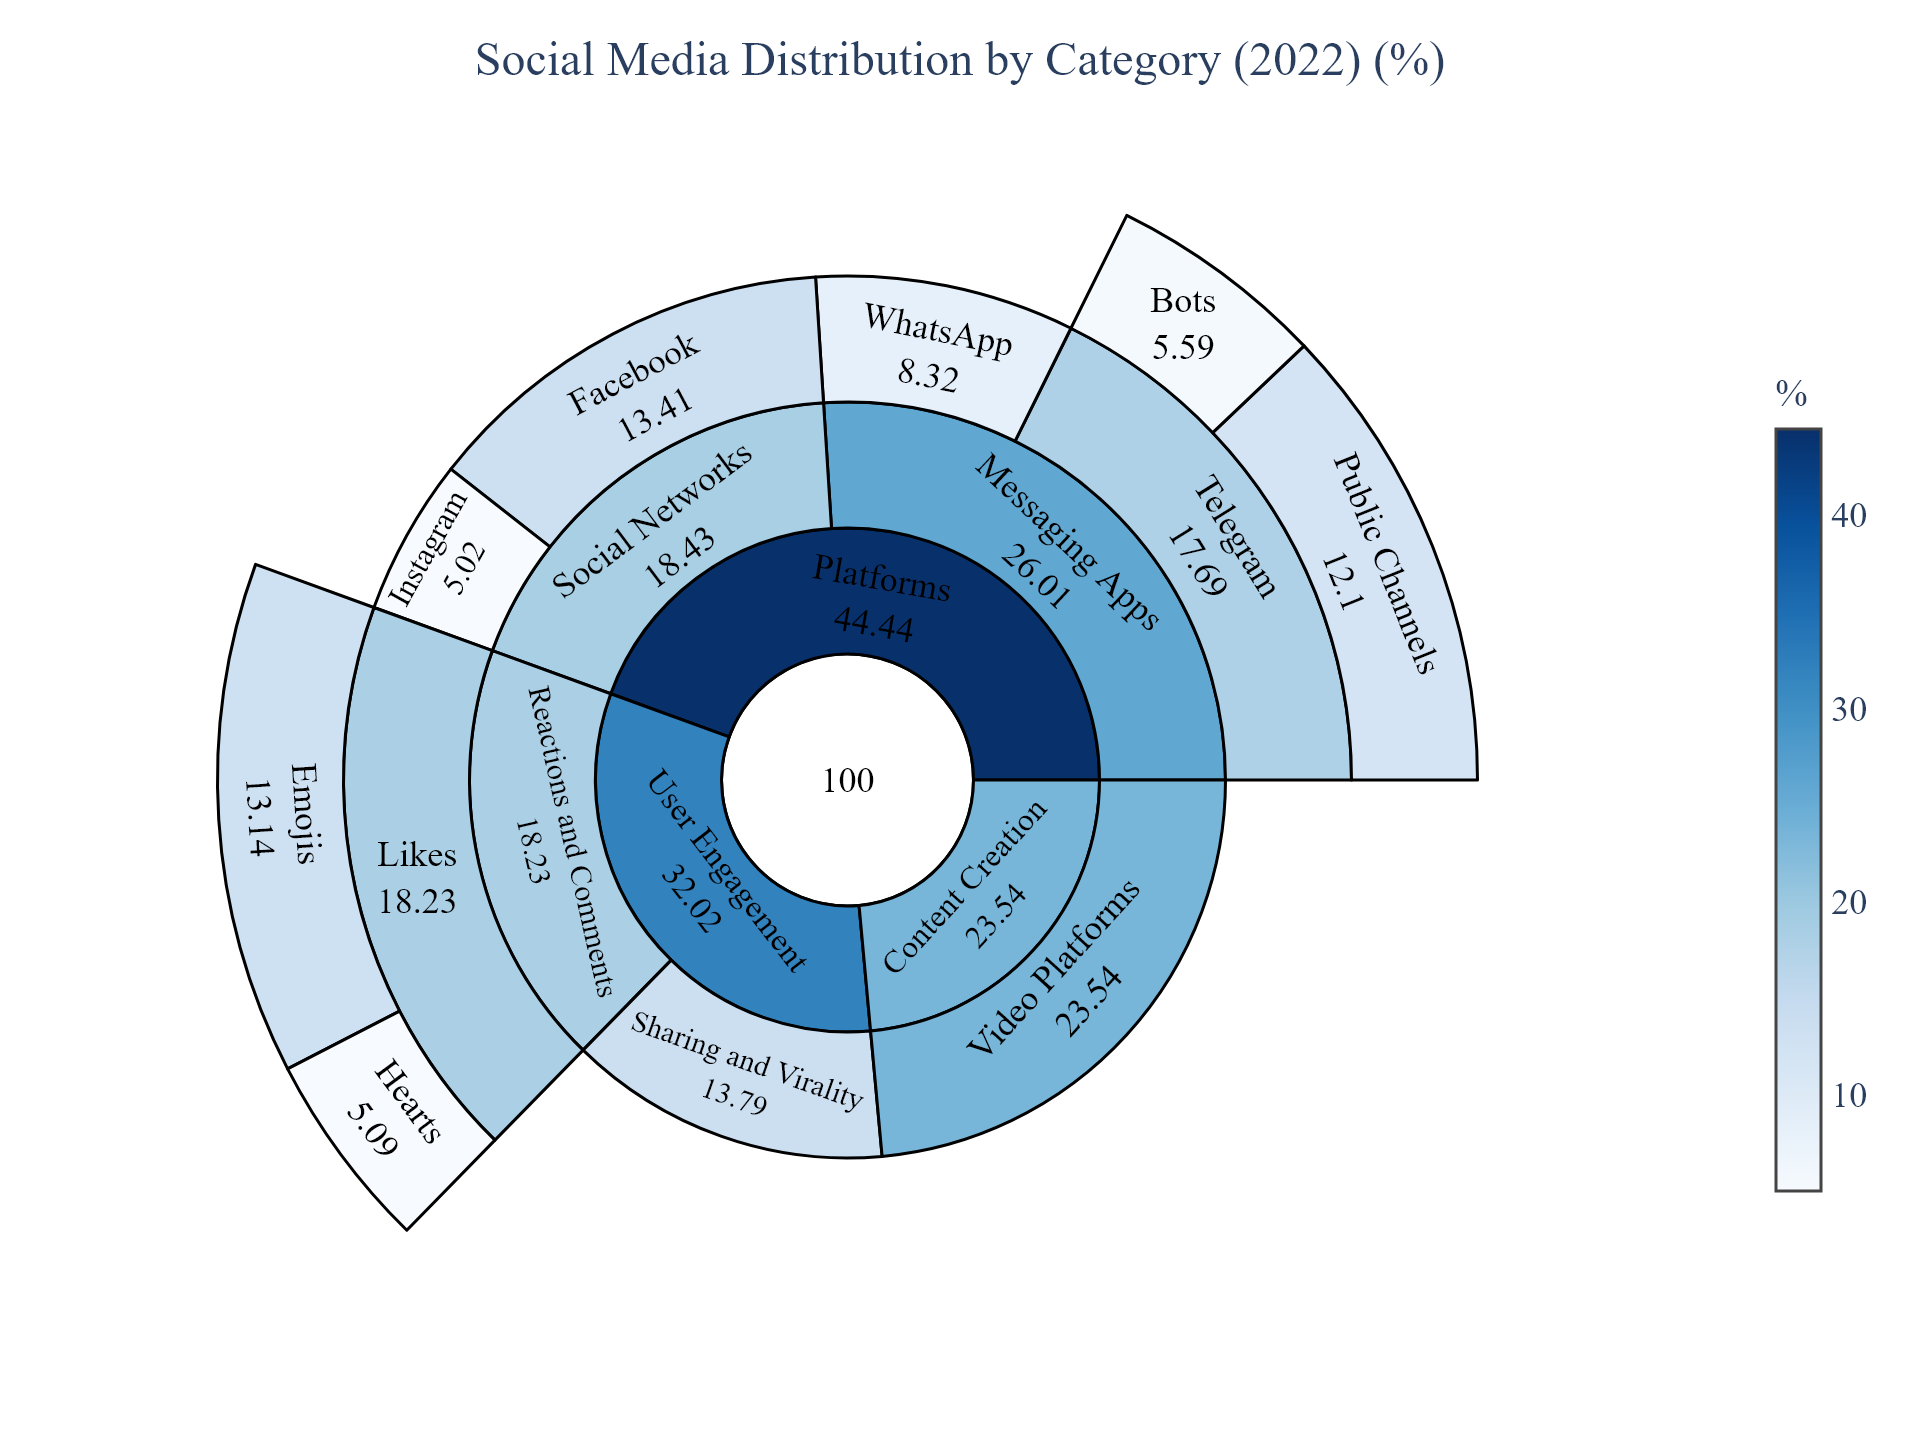 Social Media Distribution by Category (2022) (%)
Bots
5.59
WhatsApp
8.32
Facebook
13.41
Public Channels
12.1
Telegram
17.69
Messaging Apps
26.01
Social Networks
18.43
Instagram
5.02
Platforms
44.44
100
Reactions and Comments
18.23
User Engagement
32.02
Emojis
13.14
Likes
18.23
Content Creation
23.54
Video Platforms
23.54
Sharing and Virality
13.79
Hearts
5.09
%
40
30
20
10